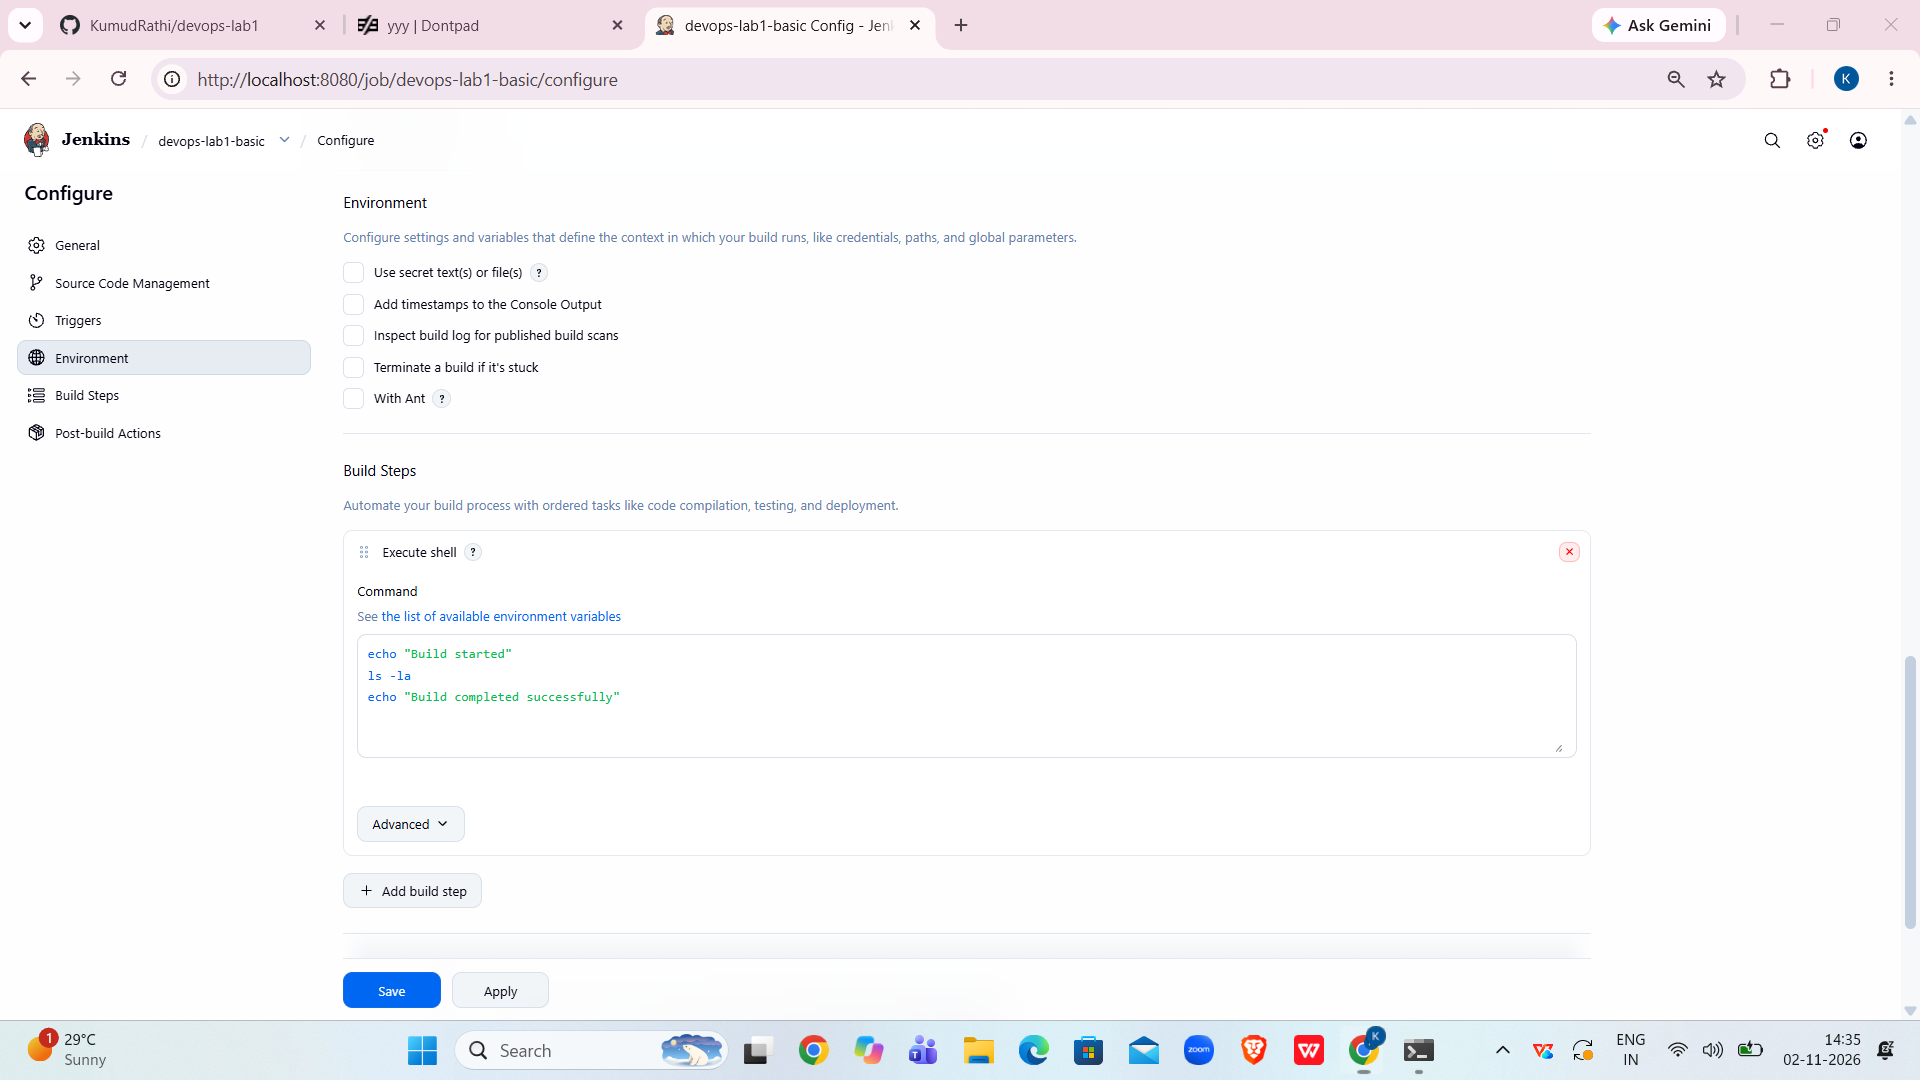 KumudRathi/devops-lab1
yyy | Dontpad
devops-lab1-basic Config - Jen
Ask Gemini
http://localhost:8080/job/devops-lab1-basic/configure
K
Jenkins / devops-lab1-basic / Configure
Configure
General
Source Code Management
Triggers
Environment
Build Steps
Post-build Actions
Environment
Configure settings and variables that define the context in which your build runs, like credentials, paths, and global parameters.
Use secret text(s) or file(s) ?
Add timestamps to the Console Output
Inspect build log for published build scans
Terminate a build if it's stuck
With Ant ?
Build Steps
Automate your build process with ordered tasks like code compilation, testing, and deployment.
Execute shell ?
Command
See the list of available environment variables
echo "Build started"
ls -la
echo "Build completed successfully"
Advanced
+ Add build step
Save
Apply
1
29°C
Sunny
Search
T
zoom
W
K
ENG
IN
14:35
02-11-2026